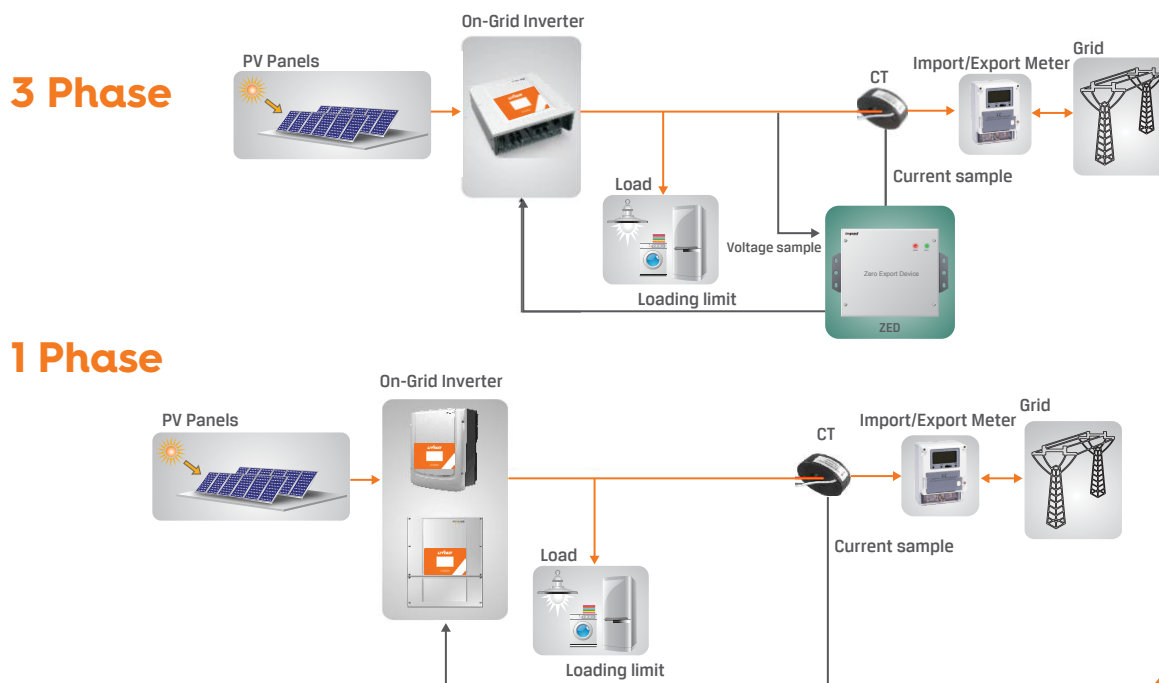 On-Grid Inverter
PV Panels
3 Phase
CT
Import/Export Meter
Grid
Current sample
Load
Voltage sample
Zero Export Device
Loading limit
ZED
1 Phase
On-Grid Inverter
PV Panels
CT
Import/Export Meter
Grid
Current sample
Load
Loading limit